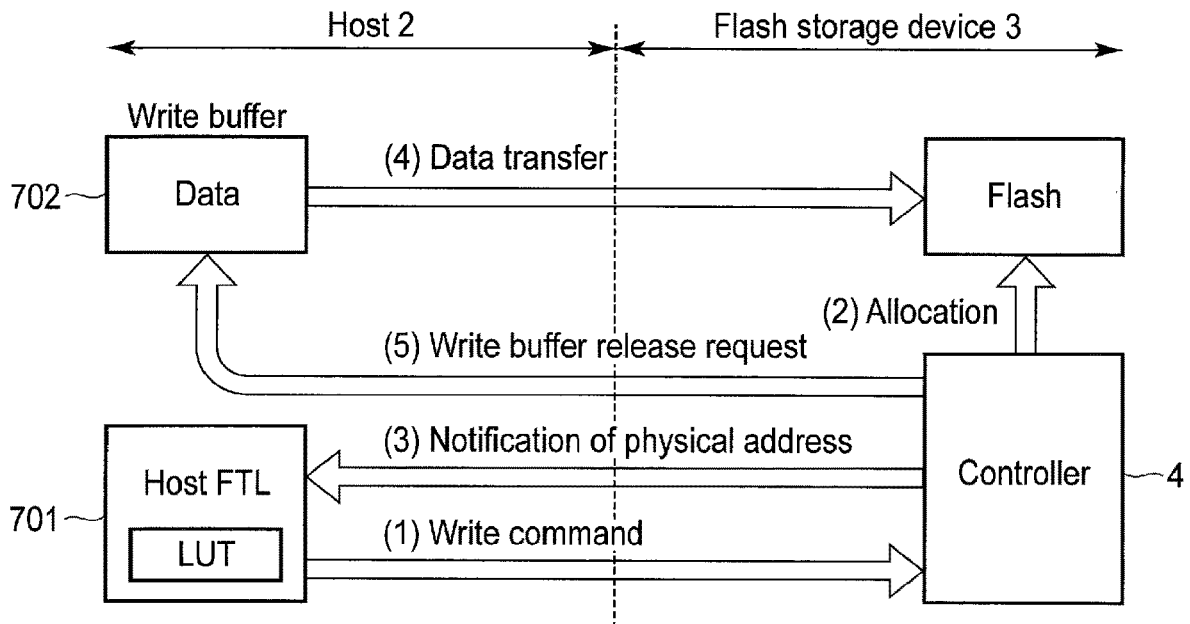 Host 2
Flash storage device 3
Write buffer
702
Data
(4) Data transfer
Flash
(2) Allocation
(5) Write buffer release request
(3) Notification of physical address
Host FTL
Controller
4
701
LUT
(1) Write command